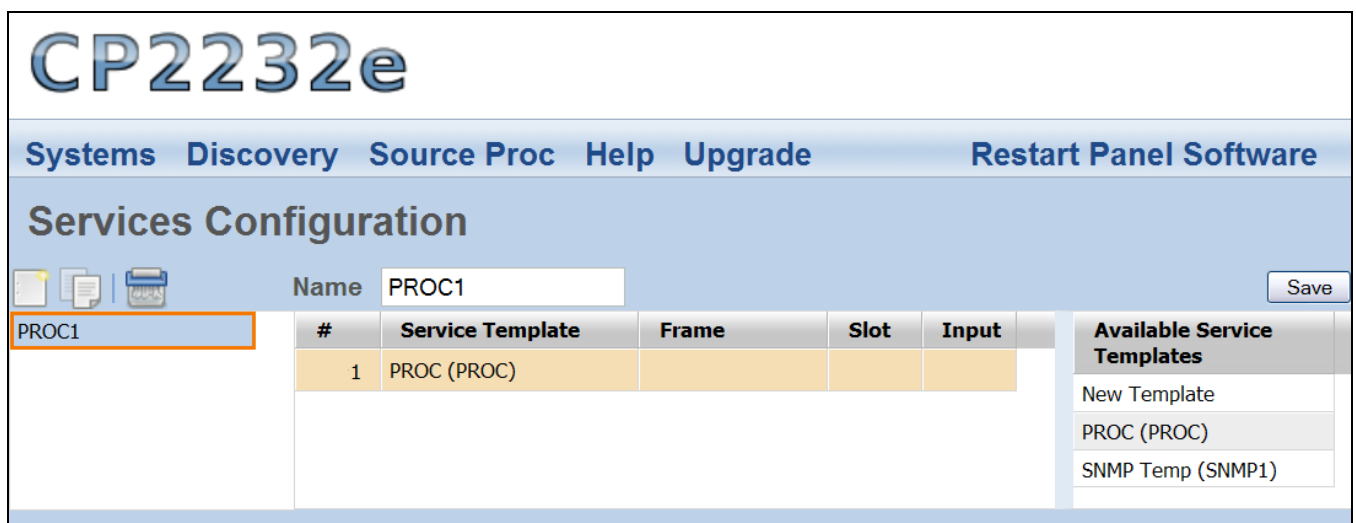 CP2232e
Systems Discovery Source Proc Help Upgrade Restart Panel Software
Services Configuration
Name PROC1 Save
PROC1
# Service Template Frame Slot Input
1 PROC (PROC)
Available Service
Templates
New Template
PROC (PROC)
SNMP Temp (SNMP1)